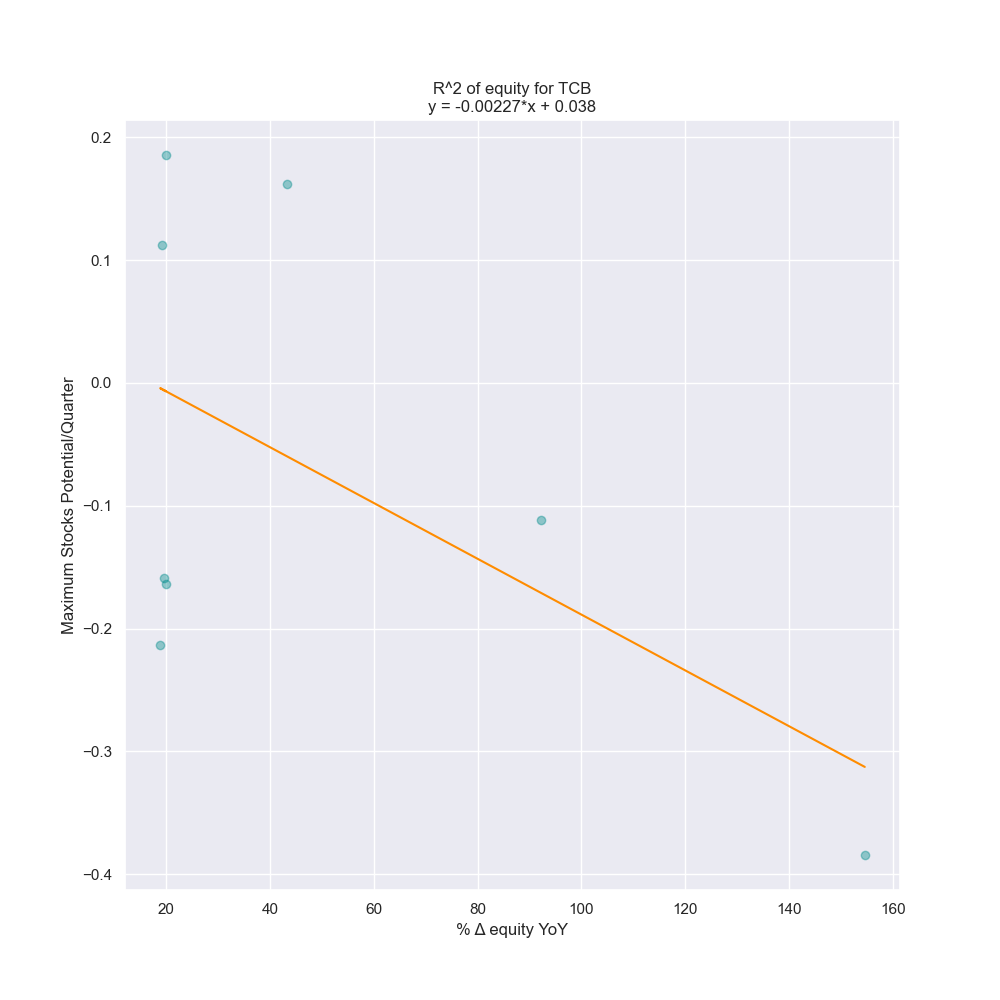 R^2 of equity for TCB
y = -0.00227*x + 0.038
0.2
0.1
0.0
−0.1
−0.2
−0.3
−0.4
Maximum Stocks Potential/Quarter
20 40 60 80 100 120 140 160
% Δ equity YoY